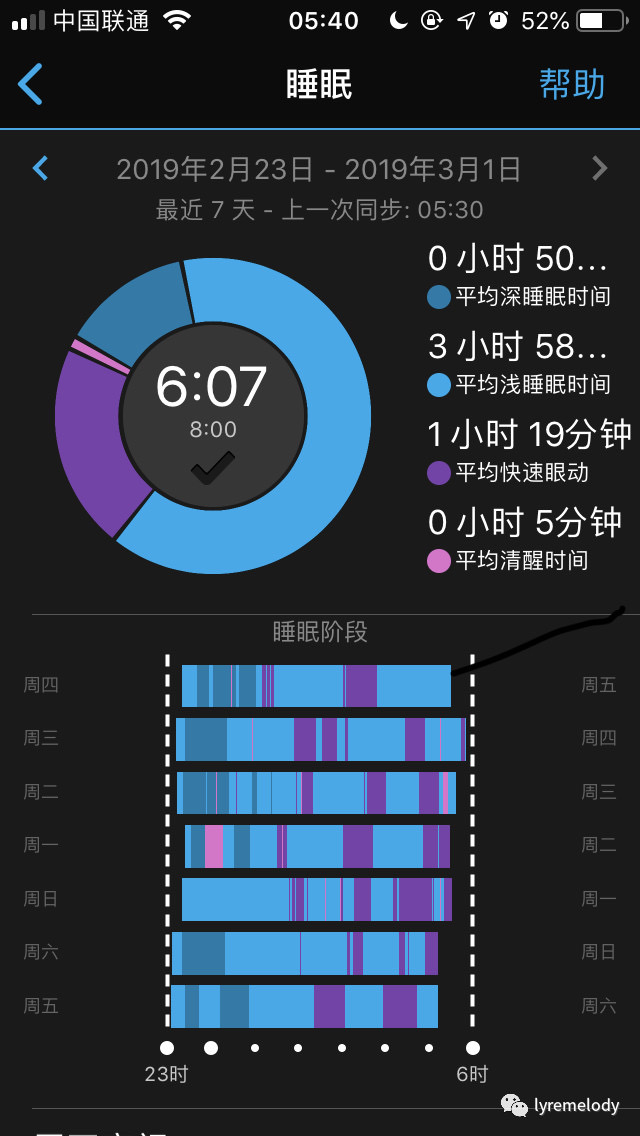 中国联通 05:40 52%
睡眠 帮助
2019年2月23日 - 2019年3月1日
最近 7 天 - 上一次同步: 05:30
0 小时 50…
平均深睡眠时间
3 小时 58…
平均浅睡眠时间
1 小时 19分钟
平均快速眼动
0 小时 5分钟
平均清醒时间
6:07
8:00
睡眠阶段
周四 周五
周三 周四
周二 周三
周一 周二
周日 周一
周六 周日
周五 周六
23时 6时
lyremelody